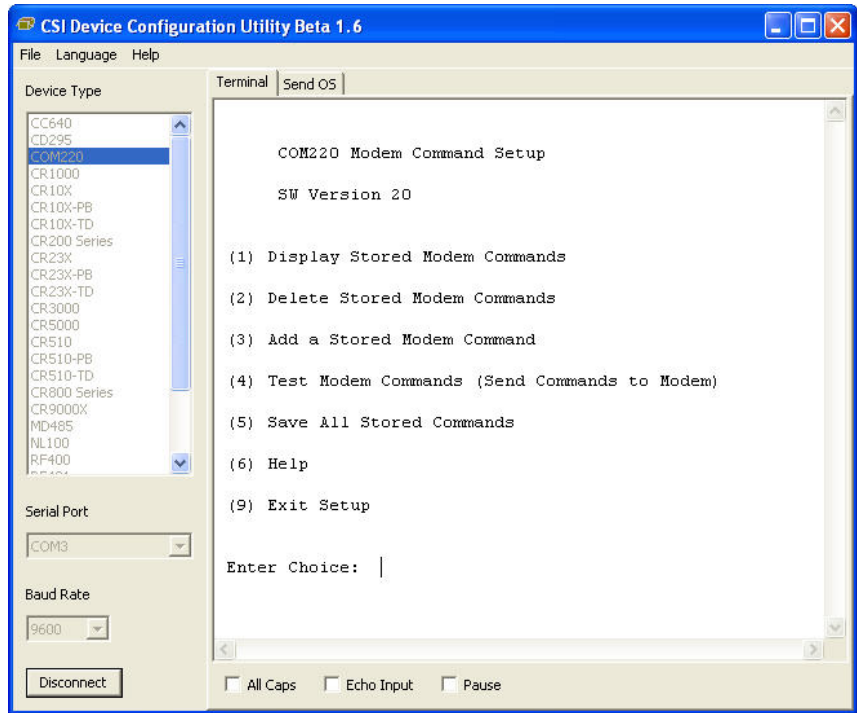 CSI Device Configuration Utility Beta 1.6
File Language Help
Device Type
CC640
CD295
COM220
CR1000
CR10X
CR10X-PB
CR10X-TD
CR200 Series
CR23X
CR23X-PB
CR23X-TD
CR3000
CR5000
CR510
CR510-PB
CR510-TD
CR800 Series
CR9000X
MD485
NL100
RF400
Serial Port
COM3
Baud Rate
9600
Disconnect
Terminal Send OS
COM220 Modem Command Setup
SW Version 20
(1) Display Stored Modem Commands
(2) Delete Stored Modem Commands
(3) Add a Stored Modem Command
(4) Test Modem Commands (Send Commands to Modem)
(5) Save All Stored Commands
(6) Help
(9) Exit Setup
Enter Choice:
All Caps Echo Input Pause